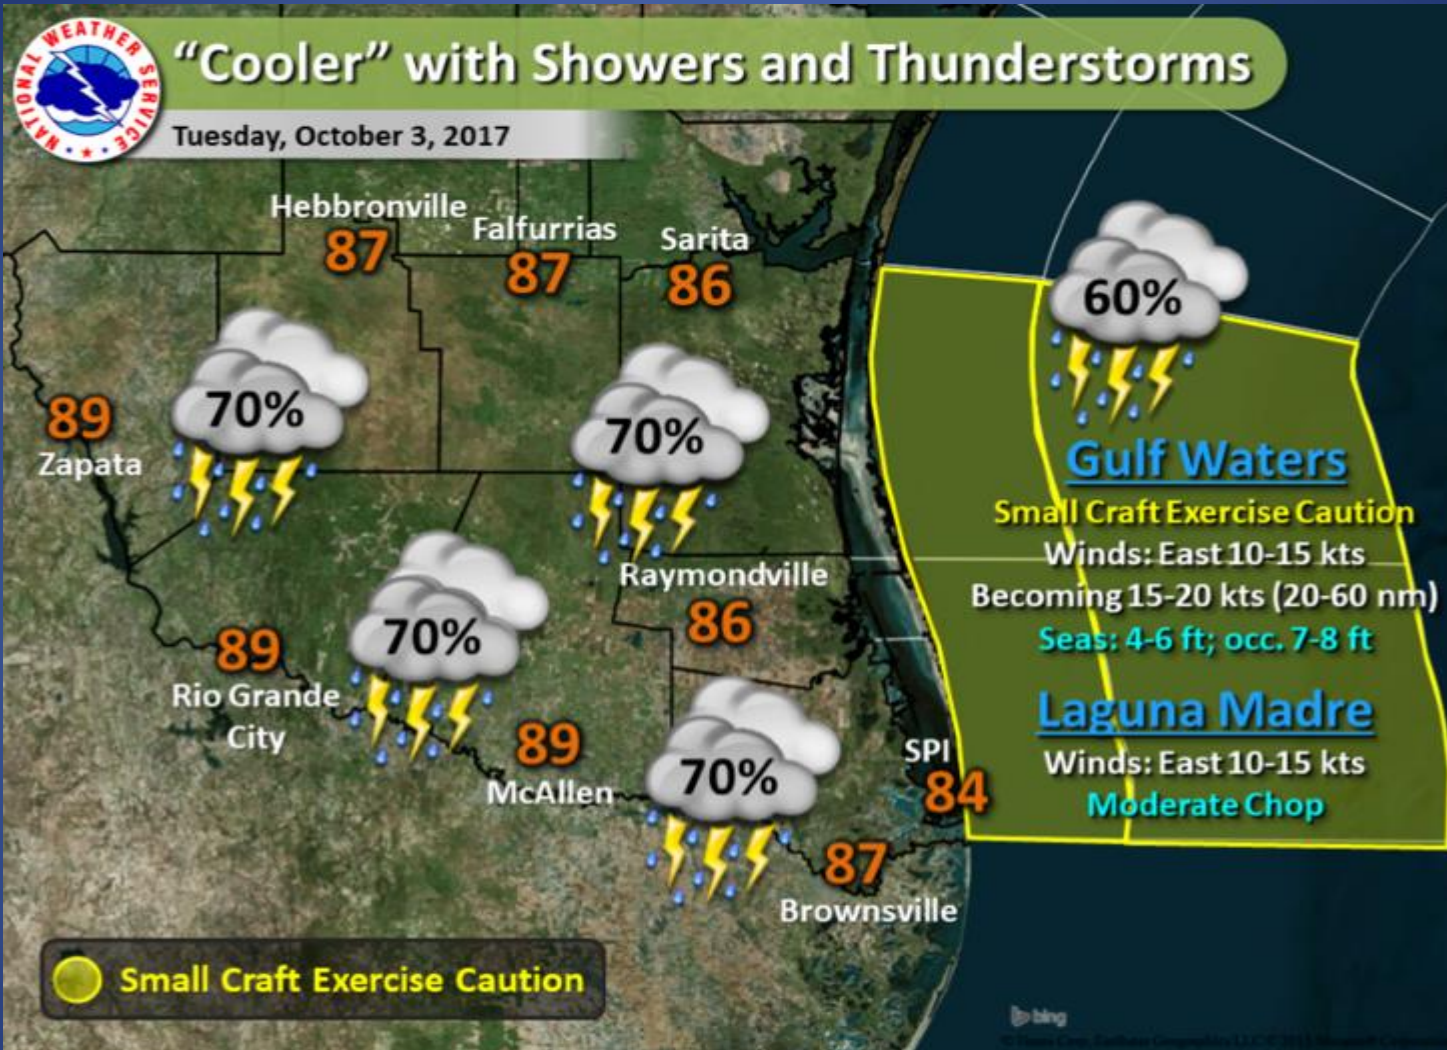 NATIONAL WEATHER SERVICE
“Cooler” with Showers and Thunderstorms
Tuesday, October 3, 2017
Hebbronville
87
Falfurrias
87
Sarita
86
60%
70%
70%
89
Zapata
Gulf Waters
Small Craft Exercise Caution
Winds: East 10-15 kts
Becoming 15-20 kts (20-60 nm)
Seas: 4-6 ft; occ. 7-8 ft
Raymondville
86
70%
89
Rio Grande
City
89
McAllen
70%
Laguna Madre
Winds: East 10-15 kts
Moderate Chop
SPI
84
87
Brownsville
Small Craft Exercise Caution
bing